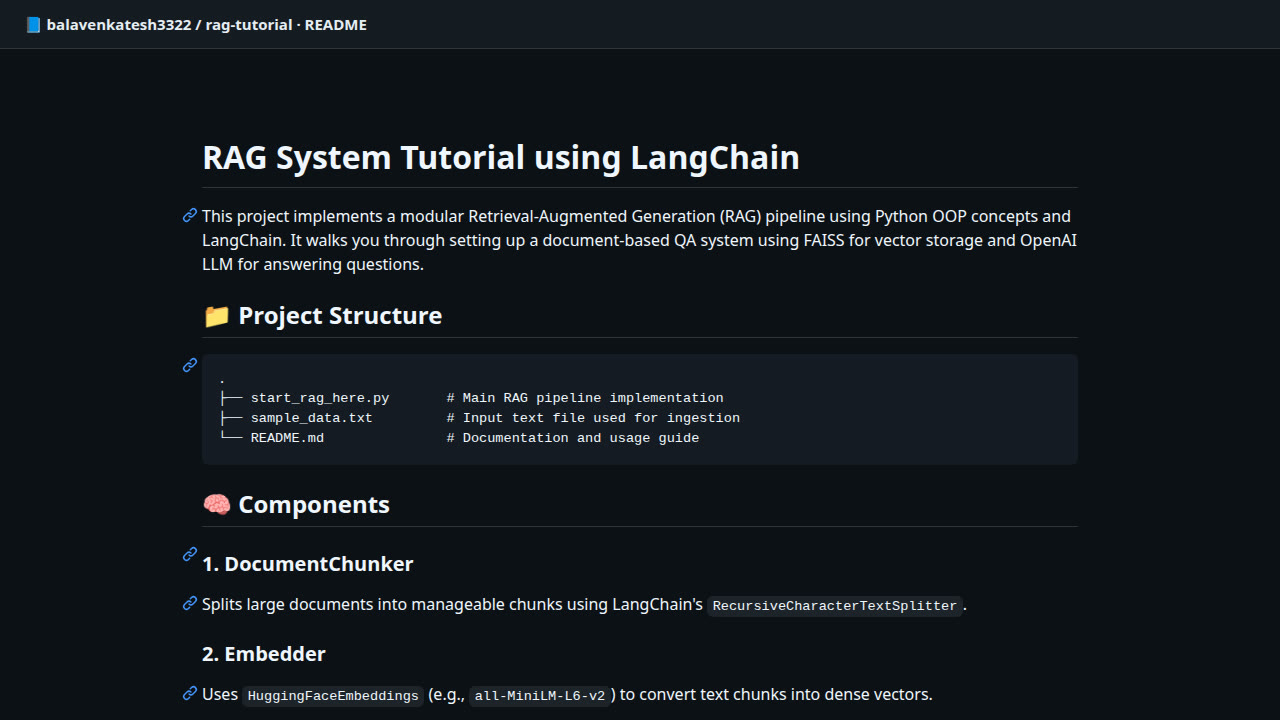 📘 balavenkatesh3322 / rag-tutorial · README
RAG System Tutorial using LangChain
This project implements a modular Retrieval-Augmented Generation (RAG) pipeline using Python OOP concepts and
LangChain. It walks you through setting up a document-based QA system using FAISS for vector storage and OpenAI
LLM for answering questions.
📁 Project Structure
.
├── start_rag_here.py       # Main RAG pipeline implementation
├── sample_data.txt         # Input text file used for ingestion
└── README.md               # Documentation and usage guide
🧠 Components
1. DocumentChunker
Splits large documents into manageable chunks using LangChain's RecursiveCharacterTextSplitter.
2. Embedder
Uses HuggingFaceEmbeddings (e.g., all-MiniLM-L6-v2) to convert text chunks into dense vectors.